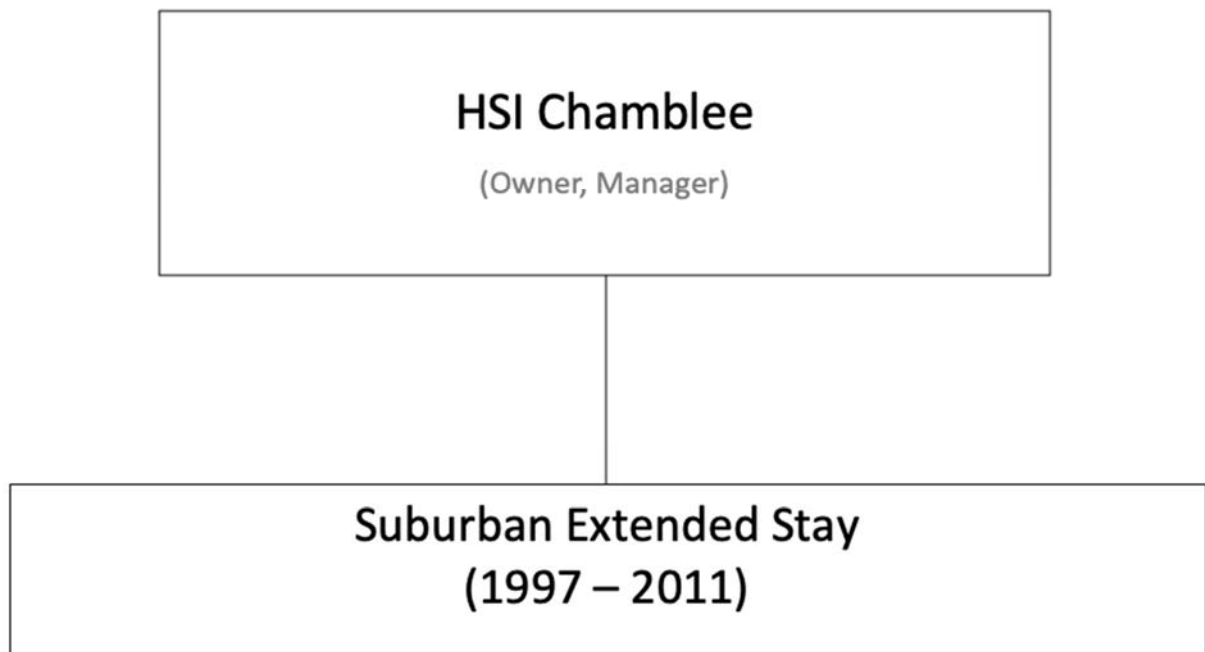 HSI Chamblee
(Owner, Manager)
Suburban Extended Stay
(1997 – 2011)